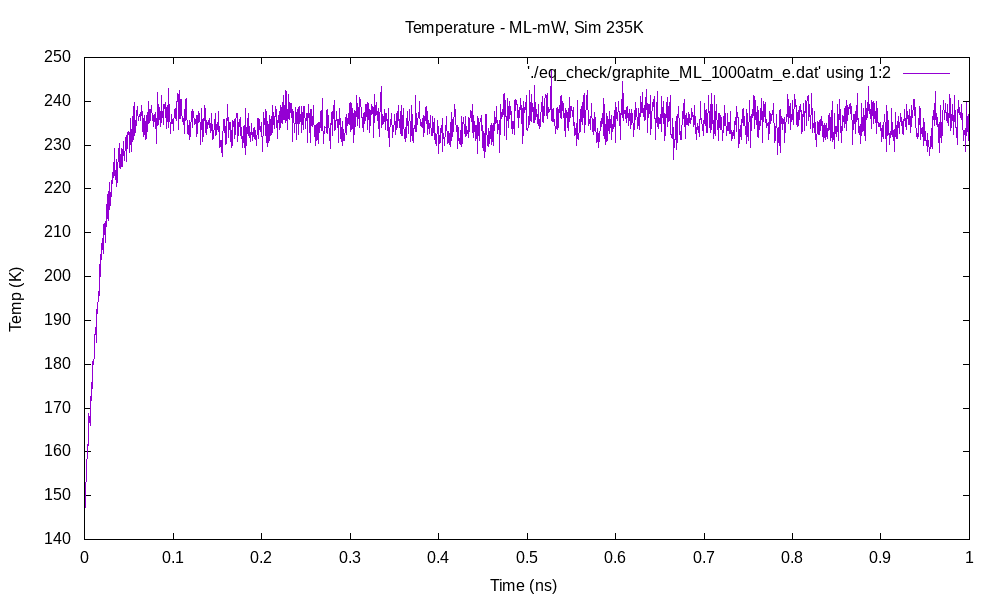 Temperature - ML-mW, Sim 235K
'./eq_check/graphite_ML_1000atm_e.dat' using 1:2
250
240
230
220
210
200
190
180
170
160
150
140
Temp (K)
0 0.1 0.2 0.3 0.4 0.5 0.6 0.7 0.8 0.9 1
Time (ns)